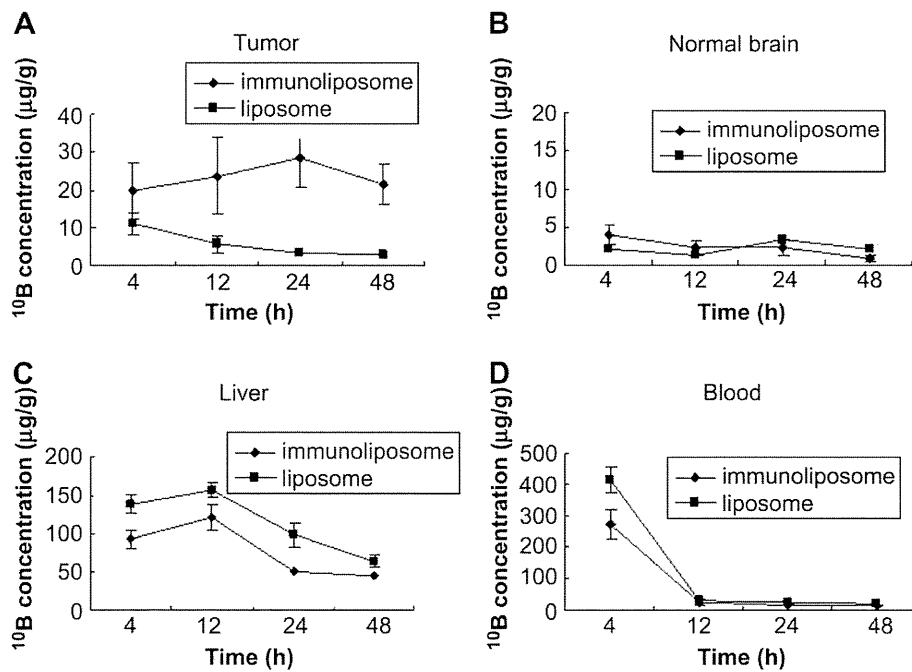 A
Tumor
immunoliposome
liposome
¹⁰B concentration (µg/g)
40
30
20
10
0
4 12 24 48
Time (h)
B
Normal brain
immunoliposome
liposome
¹⁰B concentration (µg/g)
20
15
10
5
0
4 12 24 48
Time (h)
C
Liver
immunoliposome
liposome
¹⁰B concentration (µg/g)
200
150
100
50
0
4 12 24 48
Time (h)
D
Blood
immunoliposome
liposome
¹⁰B concentration (µg/g)
500
400
300
200
100
0
4 12 24 48
Time (h)